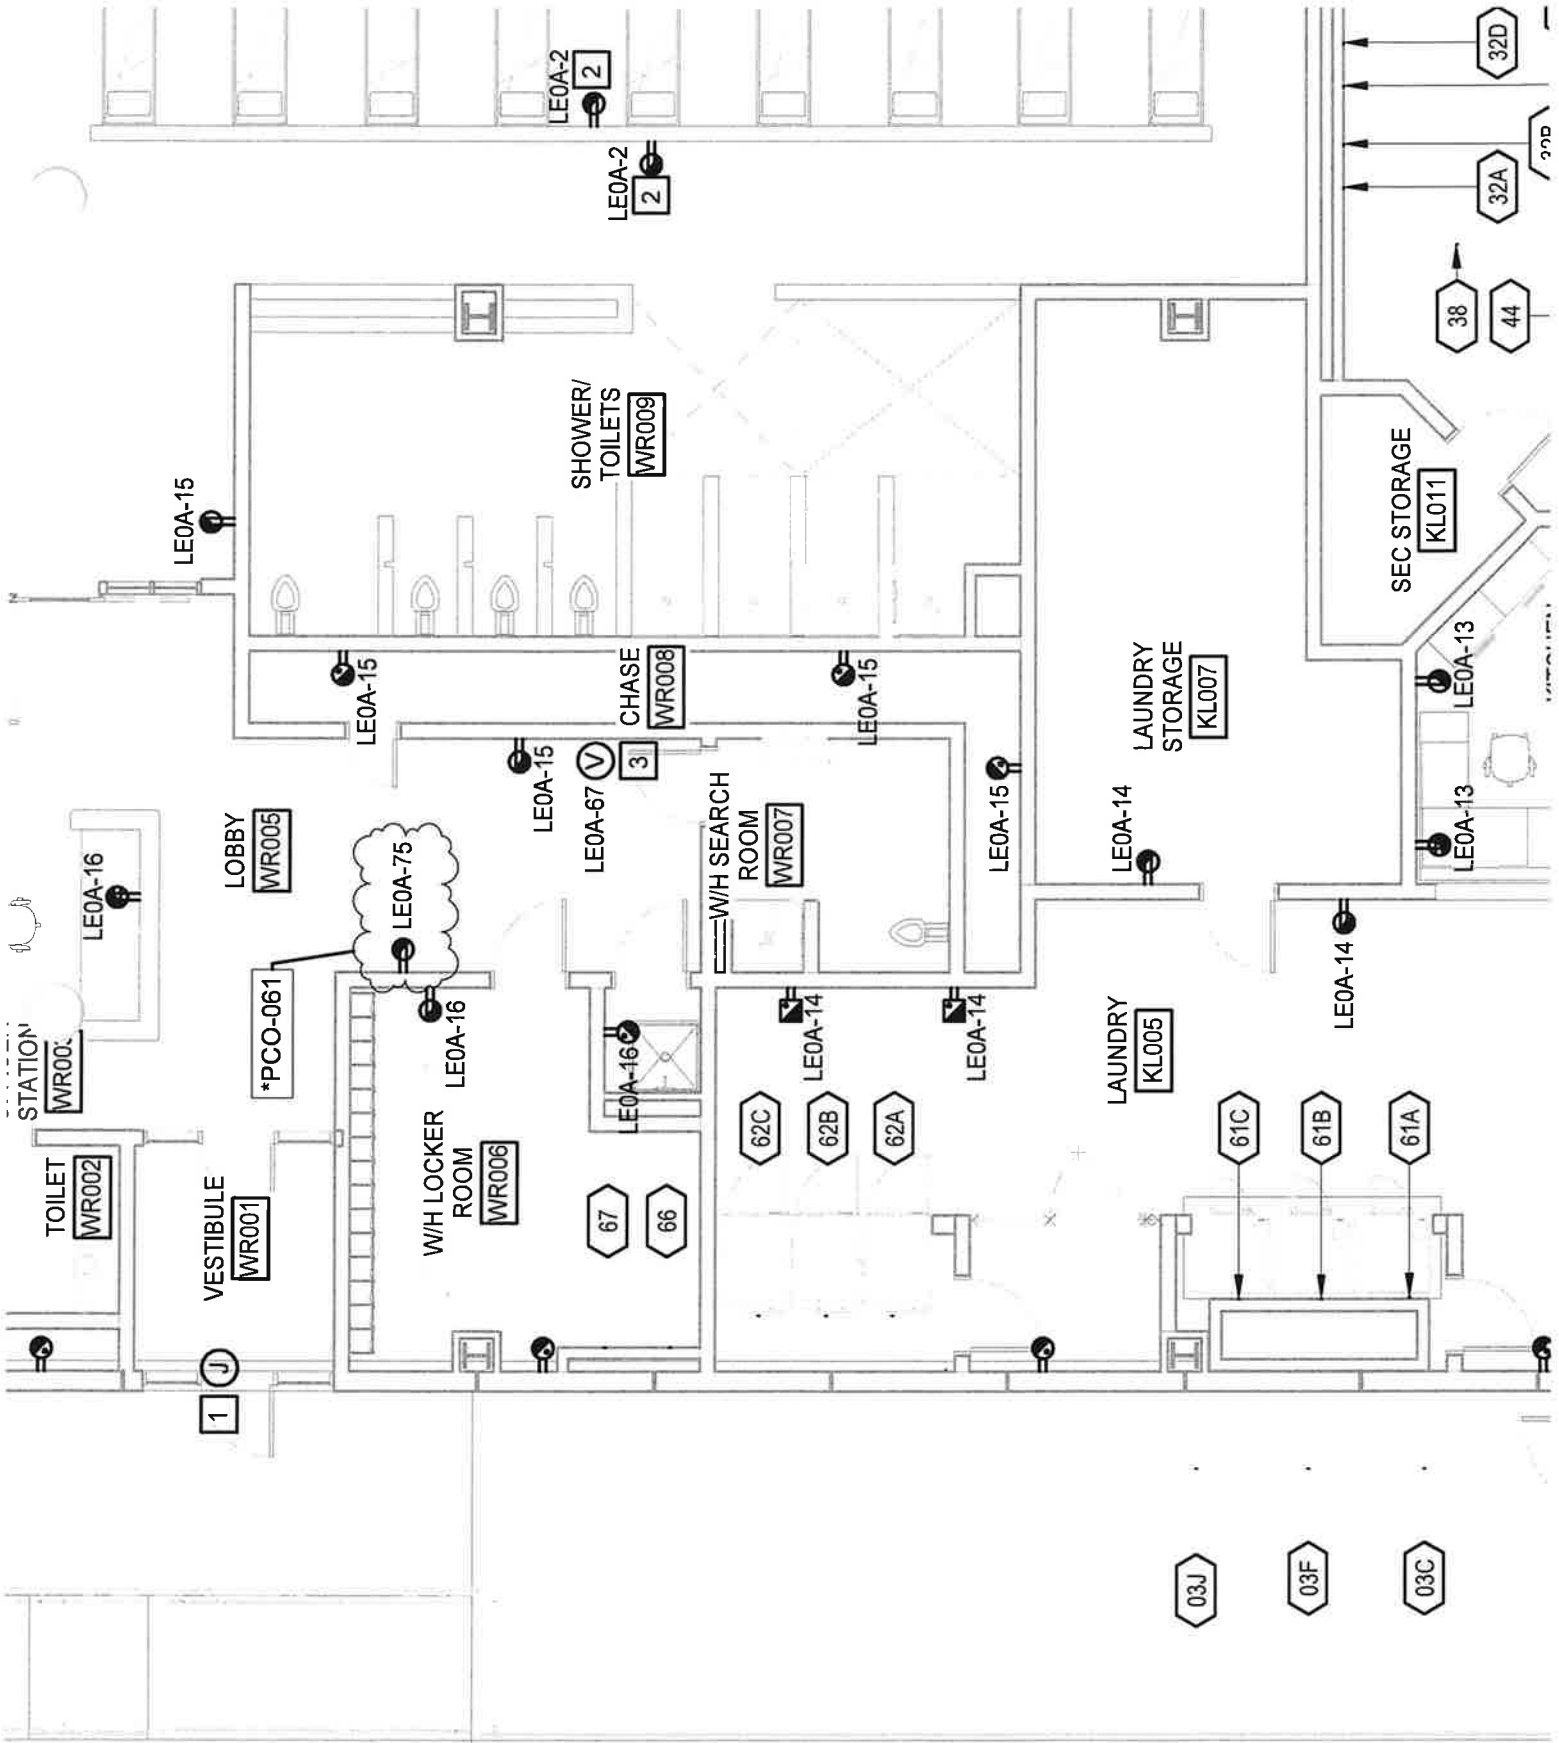 STATION
WR003
TOILET
WR002
VESTIBULE
WR001
1
J
LE0A-16
LOBBY
WR005
*PCO-061
LE0A-75
LE0A-16
W/H LOCKER
ROOM
WR006
LE0A-16
67
66
LE0A-15
LE0A-15
LE0A-15
LE0A-67
V
3
CHASE
WR008
LE0A-15
LE0A-15
SHOWER/
TOILETS
WR009
LE0A-2
2
LE0A-2
2
W/H SEARCH
ROOM
WR007
LE0A-14
LE0A-14
62C
62B
62A
LAUNDRY
KL005
61C
61B
61A
LE0A-14
LE0A-14
LAUNDRY
STORAGE
KL007
LE0A-13
LE0A-13
SEC STORAGE
KL011
38
44
32A
32D
03J
03F
03C